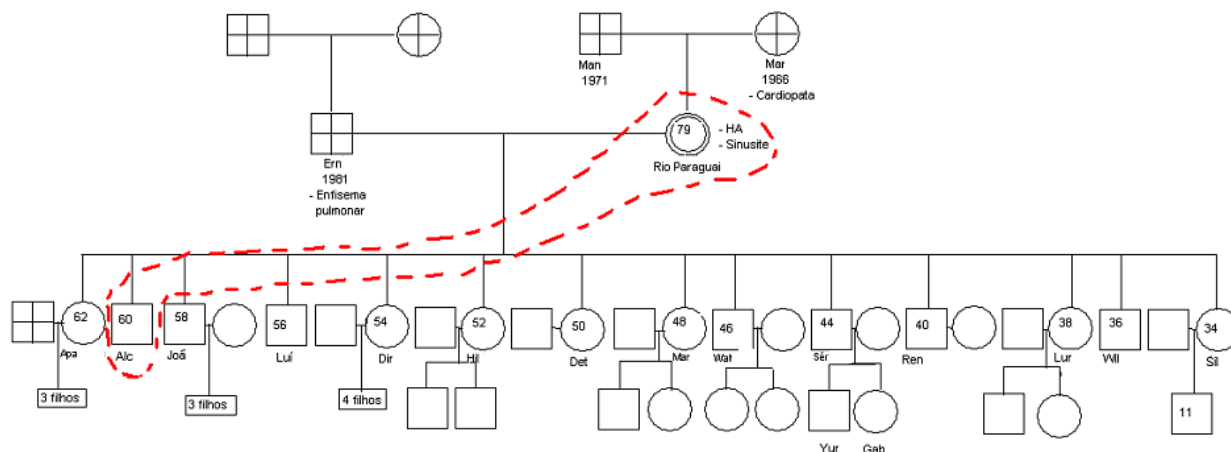 Man
1971
Mar
1966
- Cardiopata
79
- HA
- Sinusite
Rio Paraguai
Ern
1981
- Enfisema
pulmonar
62
60
58
56
54
52
50
48
46
44
40
38
36
34
Apa
Alc
Joã
Luí
Dir
Hil
Det
Mar
Wal
Sér
Ren
Lur
Wil
Sil
3 filhos
3 filhos
4 filhos
11
Yur
Gab